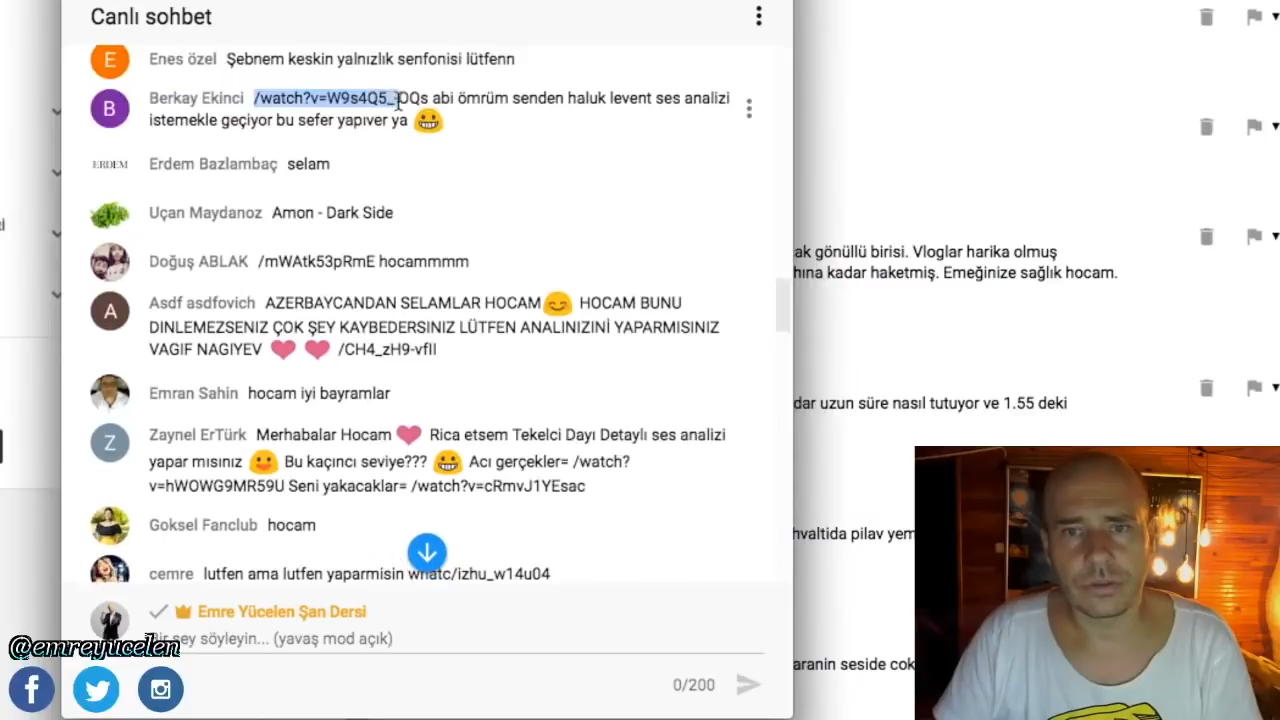 Canlı sohbet
Enes özel Şebnem keskin yalnızlık senfonisi lütfenn
Berkay Ekinci /watch?v=W9s4Q5_-OQs abi ömrüm senden haluk levent ses analizi
istemekle geçiyor bu sefer yapıver ya
ERDEM Erdem Bazlambaç selam
Uçan Maydanoz Amon - Dark Side
Doğuş ABLAK /mWAtk53pRmE hocammmm
Asdf asdfovich AZERBAYCANDAN SELAMLAR HOCAM HOCAM BUNU
DINLEMEZSENIZ ÇOK ŞEY KAYBEDERSINIZ LÜTFEN ANALINIZINİ YAPARMISINIZ
VAGIF NAGIYEV /CH4_zH9-vfII
Emran Sahin hocam iyi bayramlar
Zaynel ErTürk Merhabalar Hocam Rica etsem Tekelci Dayı Detaylı ses analizi
yapar mısınız Bu kaçıncı seviye??? Acı gerçekler= /watch?
v=hWOWG9MR59U Seni yakacaklar= /watch?v=cRmvJ1YEsac
Goksel Fanclub hocam
cemre lutfen ama lutfen yaparmisin whatc/izhu_w14u04
Emre Yücelen Şan Dersi
Bir şey söyleyin... (yavaş mod açık)
0/200
@emreyucelen
E
B
A
Z
ak gönüllü birisi. Vloglar harika olmuş
hına kadar haketmiş. Emeğinize sağlık hocam.
dar uzun süre nasıl tutuyor ve 1.55 deki
hvaltida pilav yem
aranin seside cok